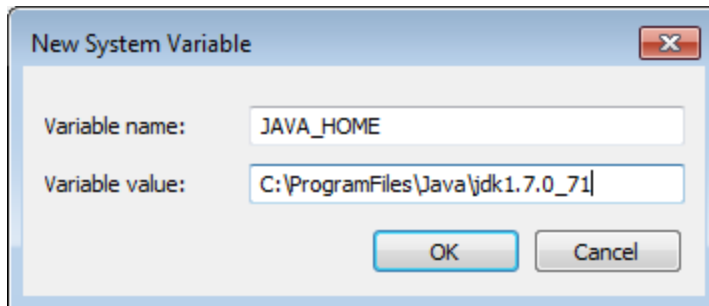 New System Variable
Variable name: JAVA_HOME
Variable value: C:\ProgramFiles\Java\jdk1.7.0_71
OK Cancel